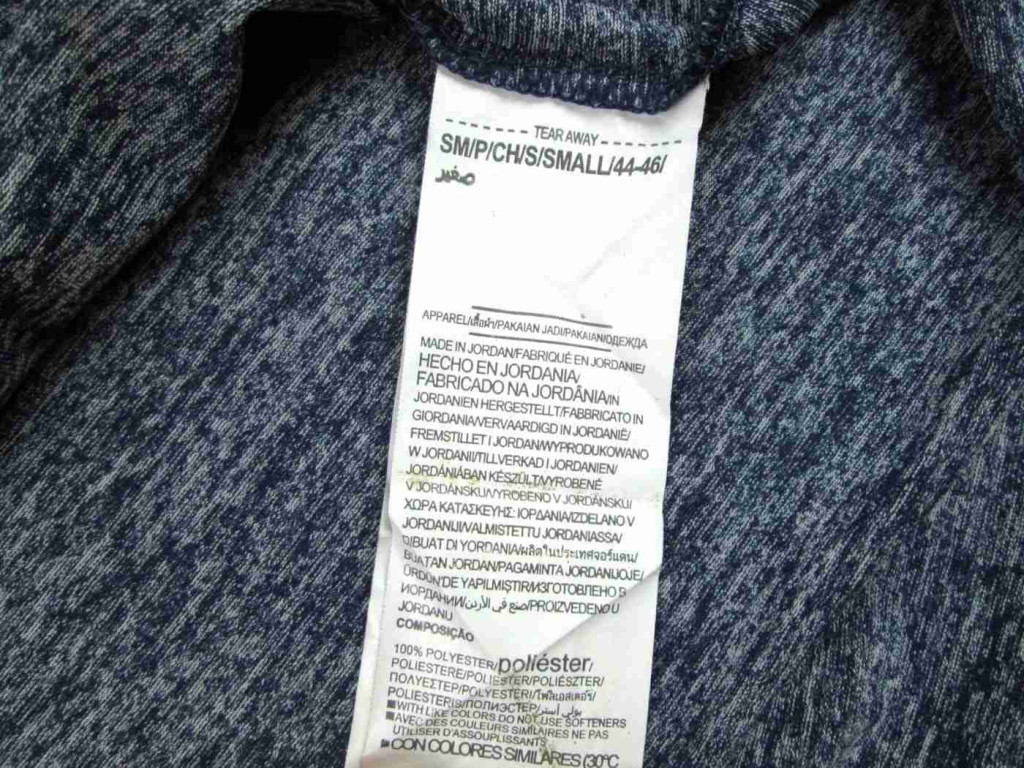 TEAR AWAY
SM/P/CH/S/SMALL/44-46/
صغير
APPAREL/เสื้อผ้า/PAKAIAN JADI/PAKAIAN/ОДЕЖДА
MADE IN JORDAN/FABRIQUÉ EN JORDANIE/
HECHO EN JORDANIA/
FABRICADO NA JORDÂNIA/IN
JORDANIEN HERGESTELLT/FABBRICATO IN
GIORDANIA/VERVAARDIGD IN JORDANIË/
FREMSTILLET I JORDAN/WYPRODUKOWANO
W JORDANII/TILLVERKAD I JORDANIEN/
JORDÁNIÁBAN KÉSZÜLT/VYROBENÉ
V JORDÁNSKU/VYROBENO V JORDÁNSKU/
ΧΩΡΑ ΚΑΤΑΣΚΕΥΗΣ: ΙΟΡΔΑΝΙΑ/IZDELANO V
JORDANIJI/VALMISTETTU JORDANIASSA/
DIBUAT DI YORDANIA/ผลิตในประเทศจอร์แดน/
BUATAN JORDAN/PAGAMINTA JORDANIJOJE/
ÜRDÜN'DE YAPILMIŞTIR/ИЗГОТОВЛЕНО В
ИОРДАНИИ/صنع في الأردن/PROIZVEDENO U
JORDANU
COMPOSIÇÃO
100% POLYESTER/poliéster/
POLIESTERE/POLIESTER/POLIÉSZTER/
ΠΟΛΥΕΣΤΕΡ/POLYESTERI/โพลีเอสเตอร์/
POLIESTERIS/ПОЛИЭСТЕР/بولي أستر
■WITH LIKE COLORS DO NOT USE SOFTENERS
■AVEC DES COULEURS SIMILAIRES NE PAS
UTILISER D'ASSOUPLISSANTS
■CON COLORES SIMILARES (30°C